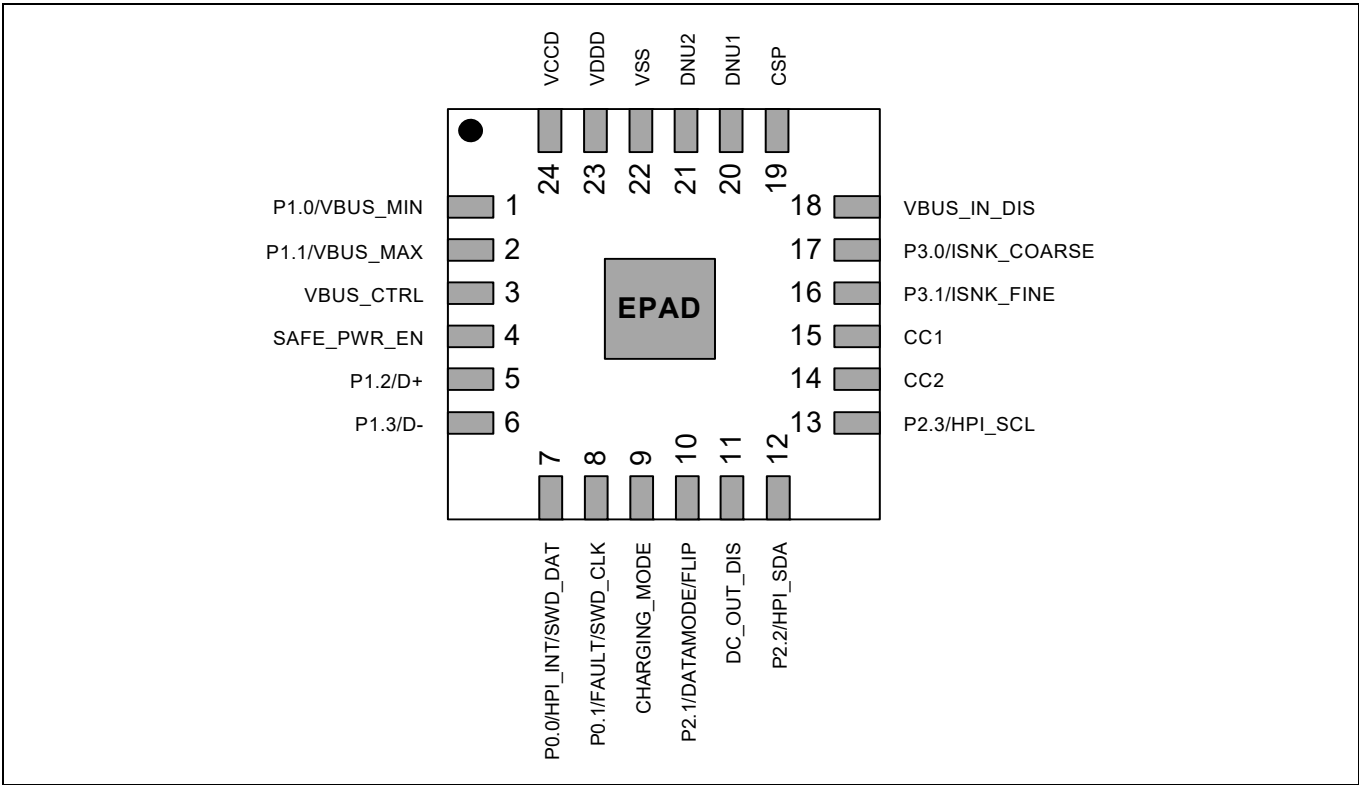 VCCD
VDDD
VSS
DNU2
DNU1
CSP
24
23
22
21
20
19
P1.0/VBUS_MIN 1
P1.1/VBUS_MAX 2
VBUS_CTRL 3
SAFE_PWR_EN 4
P1.2/D+ 5
P1.3/D- 6
EPAD
18 VBUS_IN_DIS
17 P3.0/ISNK_COARSE
16 P3.1/ISNK_FINE
15 CC1
14 CC2
13 P2.3/HPI_SCL
7
8
9
10
11
12
P0.0/HPI_INT/SWD_DAT
P0.1/FAULT/SWD_CLK
CHARGING_MODE
P2.1/DATAMODE/FLIP
DC_OUT_DIS
P2.2/HPI_SDA